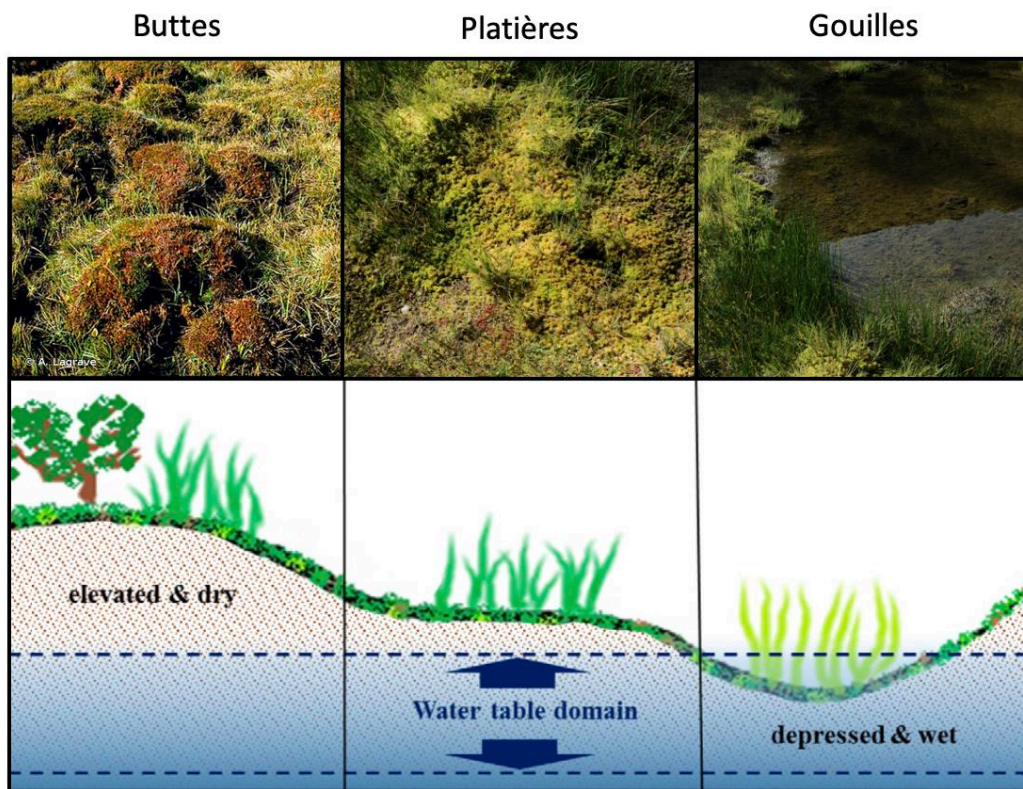 Buttes
Platières
Gouilles
© A. Lagrave
elevated & dry
Water table domain
depressed & wet